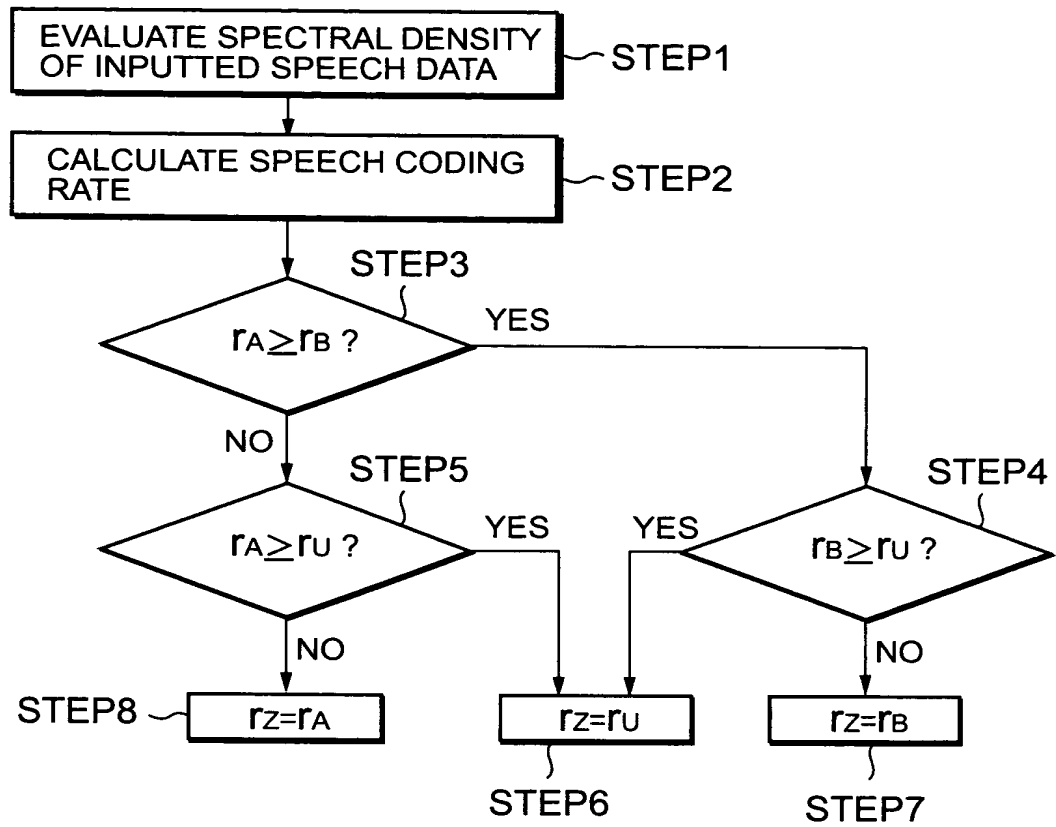 EVALUATE SPECTRAL DENSITY
OF INPUTTED SPEECH DATA
STEP1
CALCULATE SPEECH CODING
RATE
STEP2
STEP3
rA≥rB ?
YES
NO
STEP5
rA≥rU ?
YES
STEP4
YES
rB≥rU ?
NO
NO
STEP8
rZ=rA
rZ=rU
rZ=rB
STEP6
STEP7